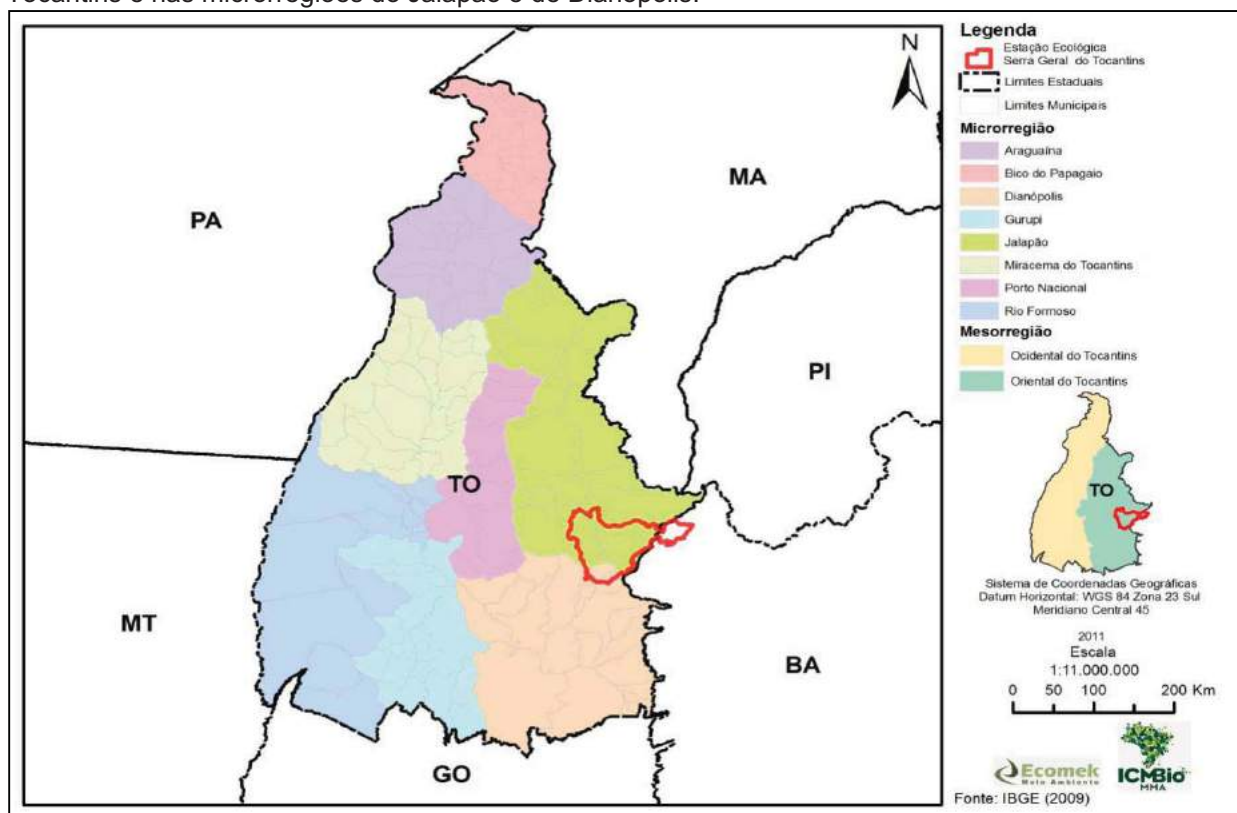 Tocantins e nas microrregiões do Jalapão e de Dianópolis.
N
PA
MA
PI
TO
MT
BA
GO
Legenda
Estação Ecológica
Serra Geral do Tocantins
Limites Estaduais
Limites Municipais
Microrregião
Araguaína
Bico do Papagaio
Dianópolis
Gurupi
Jalapão
Miracema do Tocantins
Porto Nacional
Rio Formoso
Mesorregião
Ocidental do Tocantins
Oriental do Tocantins
TO
Sistema de Coordenadas Geográficas
Datum Horizontal: WGS 84 Zona 23 Sul
Meridiano Central 45
2011
Escala
1:11.000.000
0 50 100 200 Km
Ecomek
Meio Ambiente
ICMBio
MMA
Fonte: IBGE (2009)